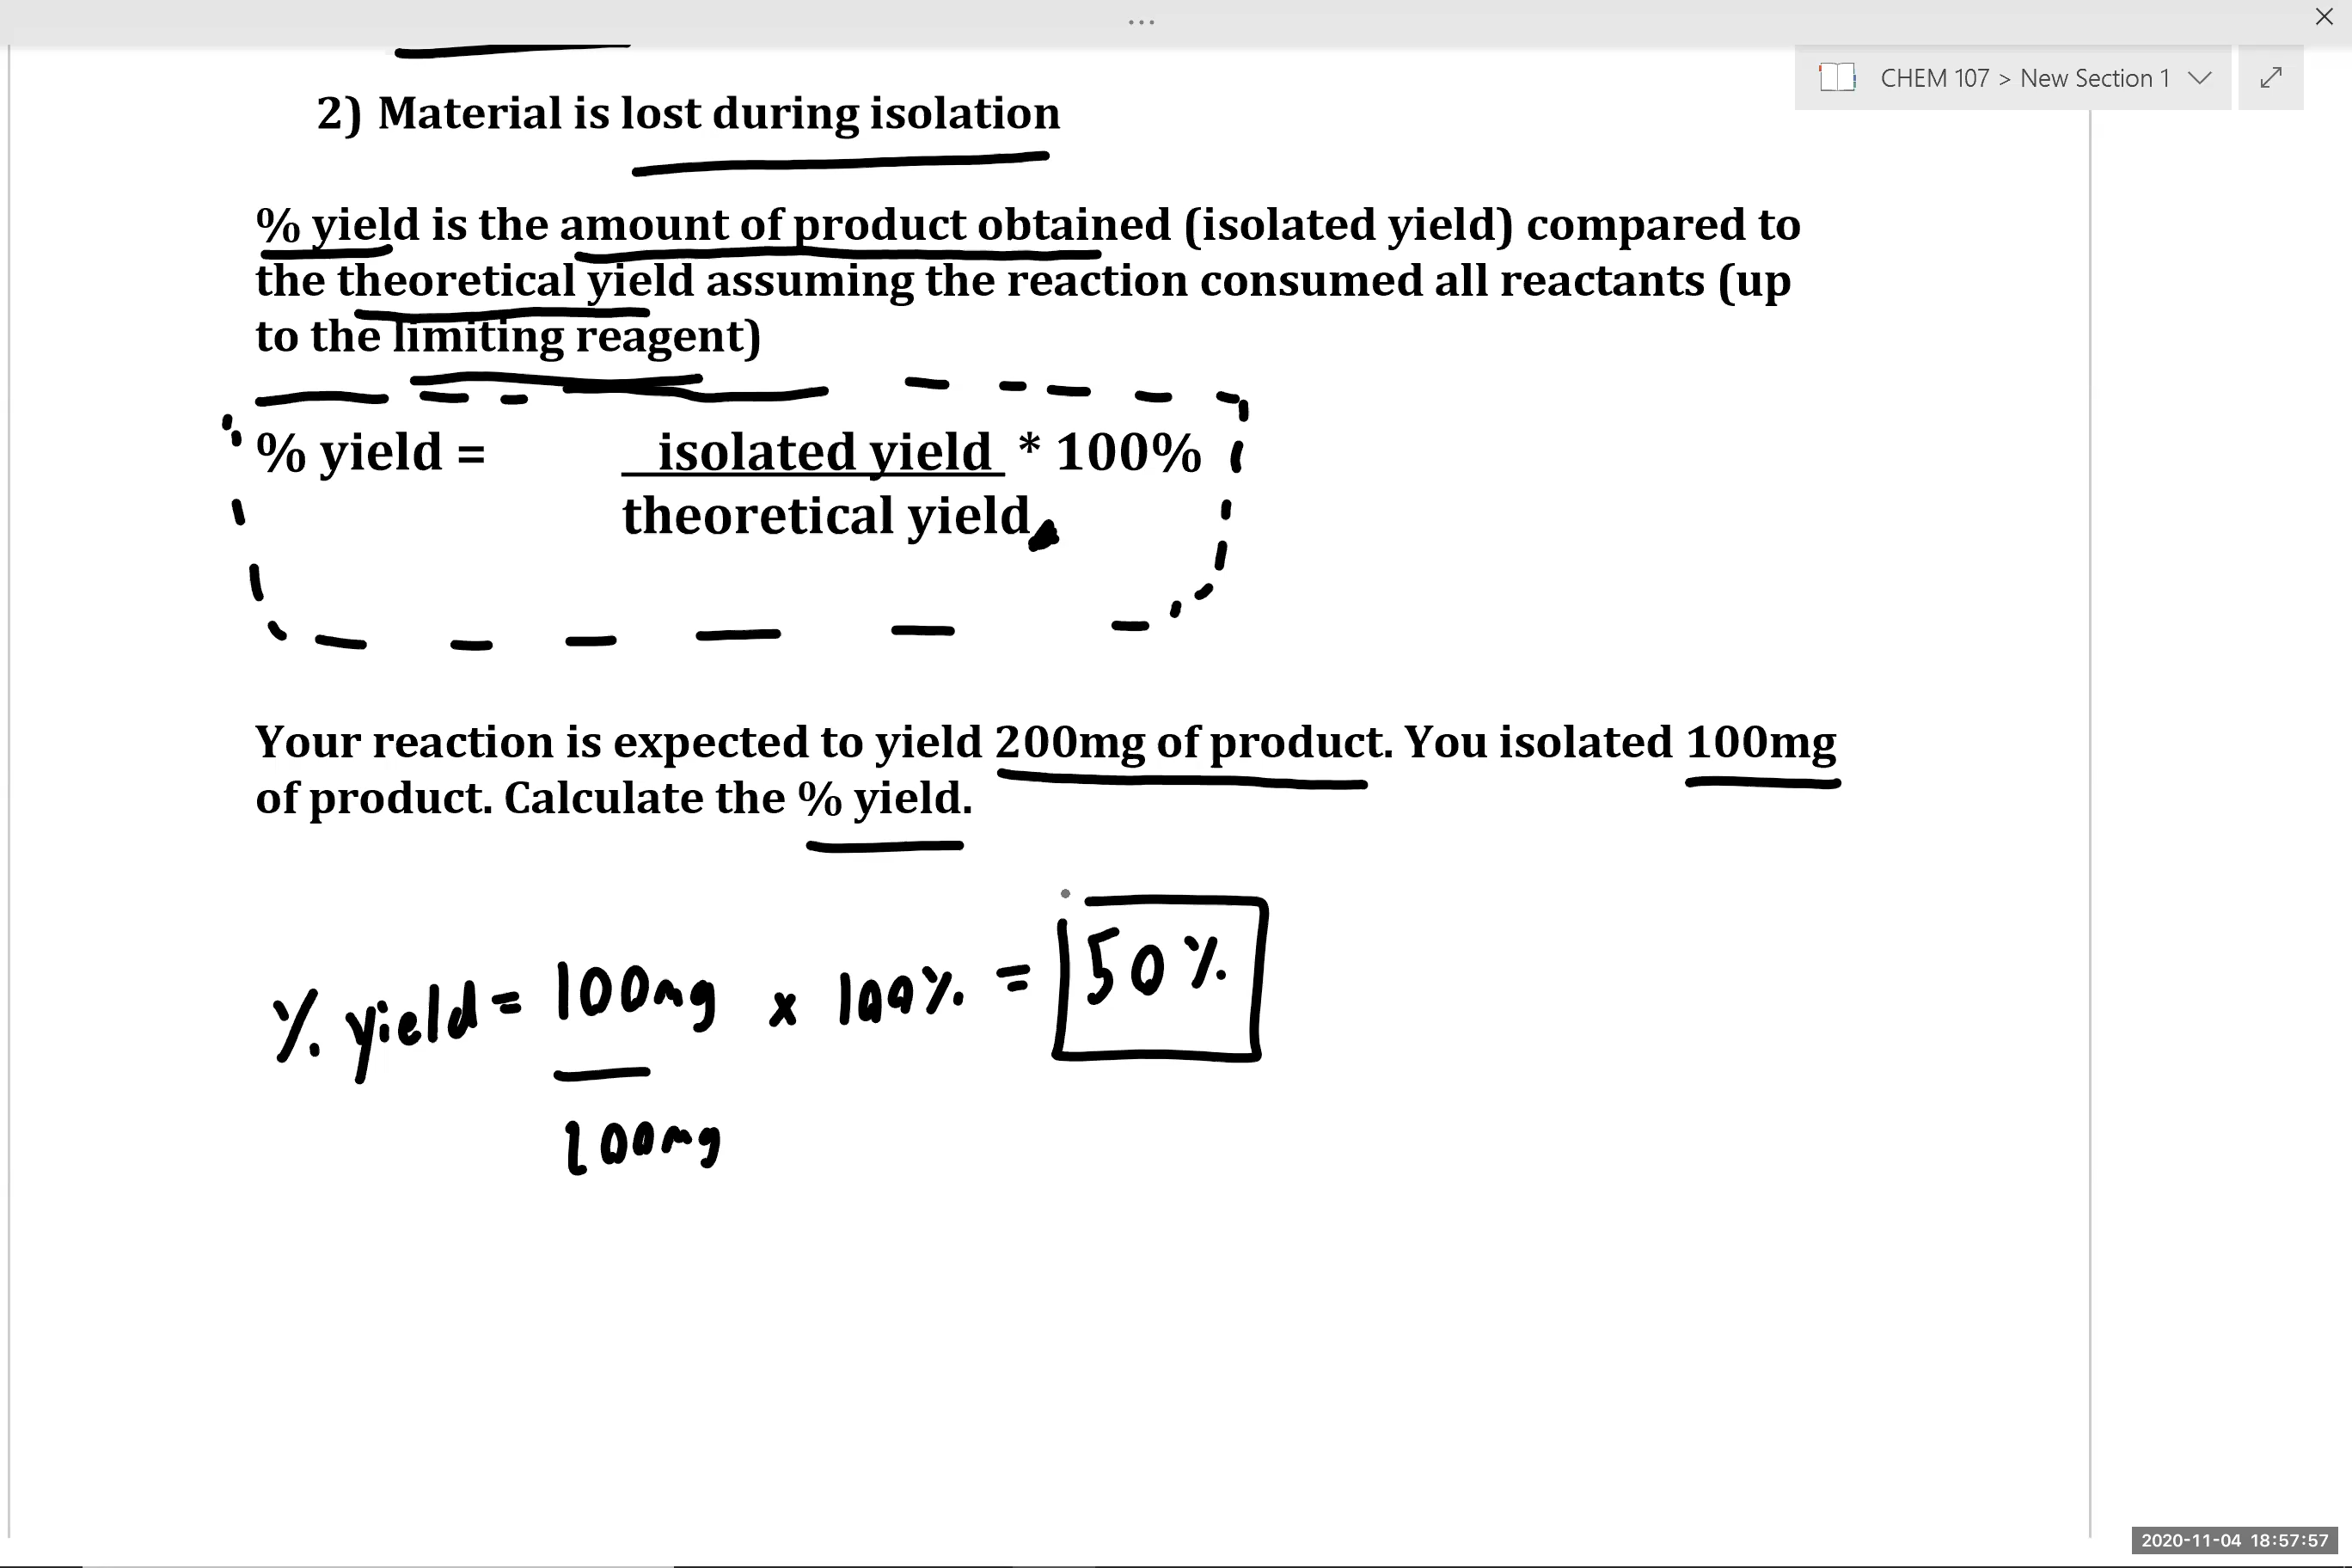 CHEM 107 > New Section 1
2) Material is lost during isolation
% yield is the amount of product obtained (isolated yield) compared to
the theoretical yield assuming the reaction consumed all reactants (up
to the limiting reagent)
% yield = isolated yield * 100%
theoretical yield
Your reaction is expected to yield 200mg of product. You isolated 100mg
of product. Calculate the % yield.
% yield = 100mg x 100% = 50%
200mg
2020-11-04 18:57:57